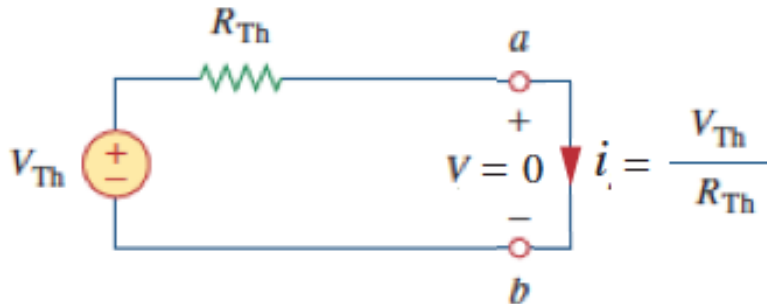 R_Th
a
+
V_Th
+
−
V = 0
i = V_Th / R_Th
−
b